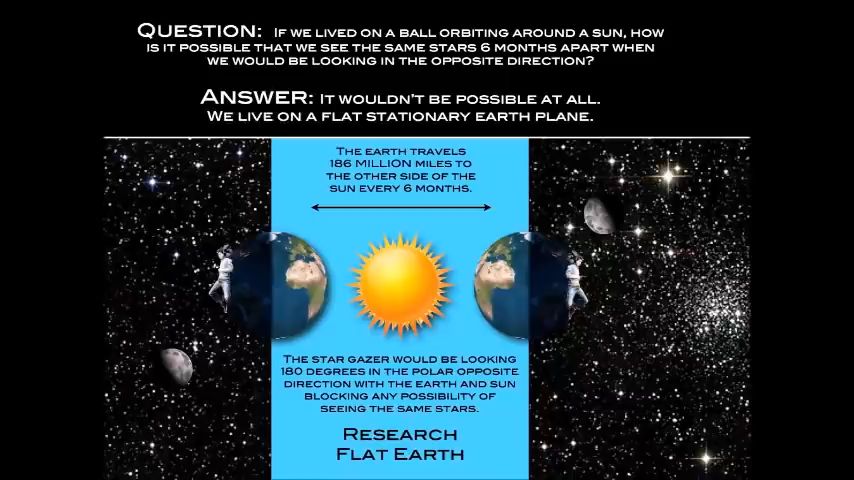 QUESTION: IF WE LIVED ON A BALL ORBITING AROUND A SUN, HOW
IS IT POSSIBLE THAT WE SEE THE SAME STARS 6 MONTHS APART WHEN
WE WOULD BE LOOKING IN THE OPPOSITE DIRECTION?
ANSWER: IT WOULDN'T BE POSSIBLE AT ALL.
WE LIVE ON A FLAT STATIONARY EARTH PLANE.
THE EARTH TRAVELS
186 MILLION MILES TO
THE OTHER SIDE OF THE
SUN EVERY 6 MONTHS.
THE STAR GAZER WOULD BE LOOKING
180 DEGREES IN THE POLAR OPPOSITE
DIRECTION WITH THE EARTH AND SUN
BLOCKING ANY POSSIBILITY OF
SEEING THE SAME STARS.
RESEARCH
FLAT EARTH